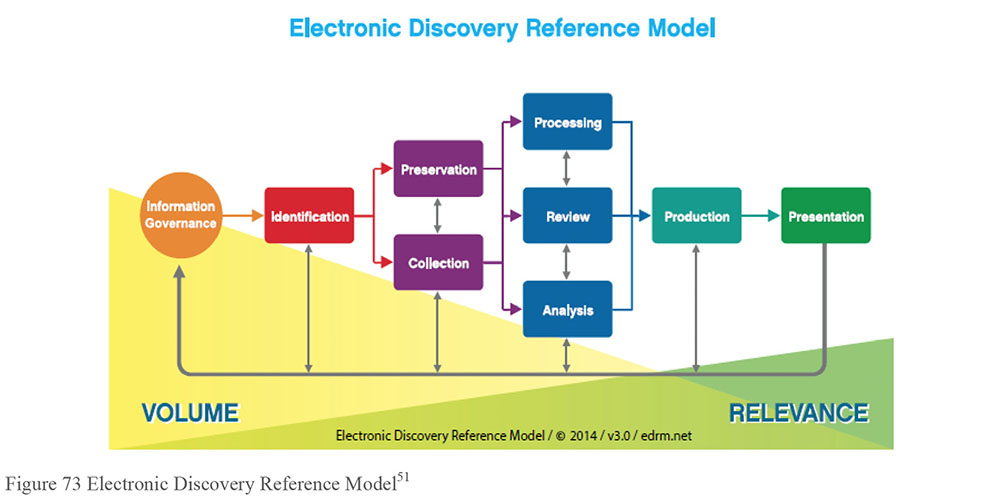 Electronic Discovery Reference Model
Processing
Preservation
Information
Governance
Identification
Review
Production
Presentation
Collection
Analysis
VOLUME
RELEVANCE
Electronic Discovery Reference Model / © 2014 / v3.0 / edrm.net
Figure 73 Electronic Discovery Reference Model51